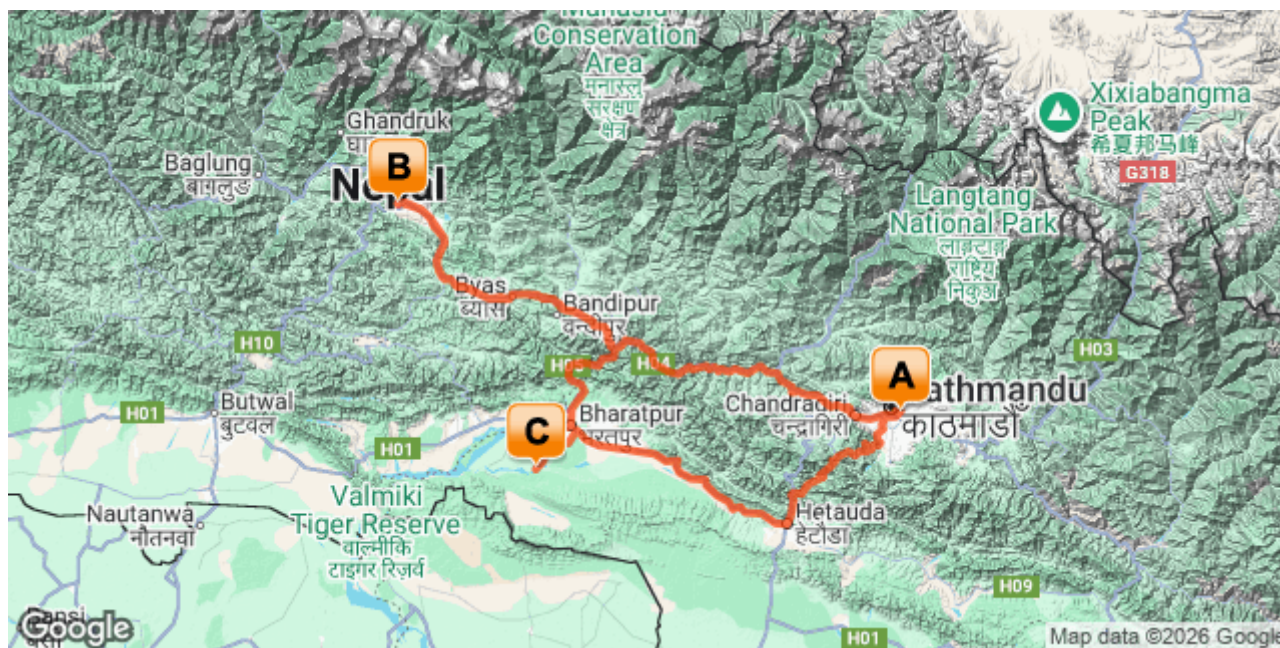 Conservation
Area
मनास्लु
संरक्षण
क्षेत्र
Xixiabangma
Peak
希夏邦马峰
G318
Ghandruk
B
Baglung
बागलुङ
Nepal
Langtang
National Park
लाङटाङ
राष्ट्रिय
निकुञ्ज
Byas
ब्यास
Bandipur
वन्दीपुर
H10
H03
H05
H04
A
Kathmandu
काठमाडौँ
Butwal
बुटवल
H01
Bharatpur
भरतपुर
Chandragiri
चन्द्रागिरी
C
H01
Valmiki
Tiger Reserve
वाल्मीकि
टाइगर रिज़र्व
Nautanwa
नौतनवा
Hetauda
हेटौडा
H09
H01
Google
Map data ©2026 Google